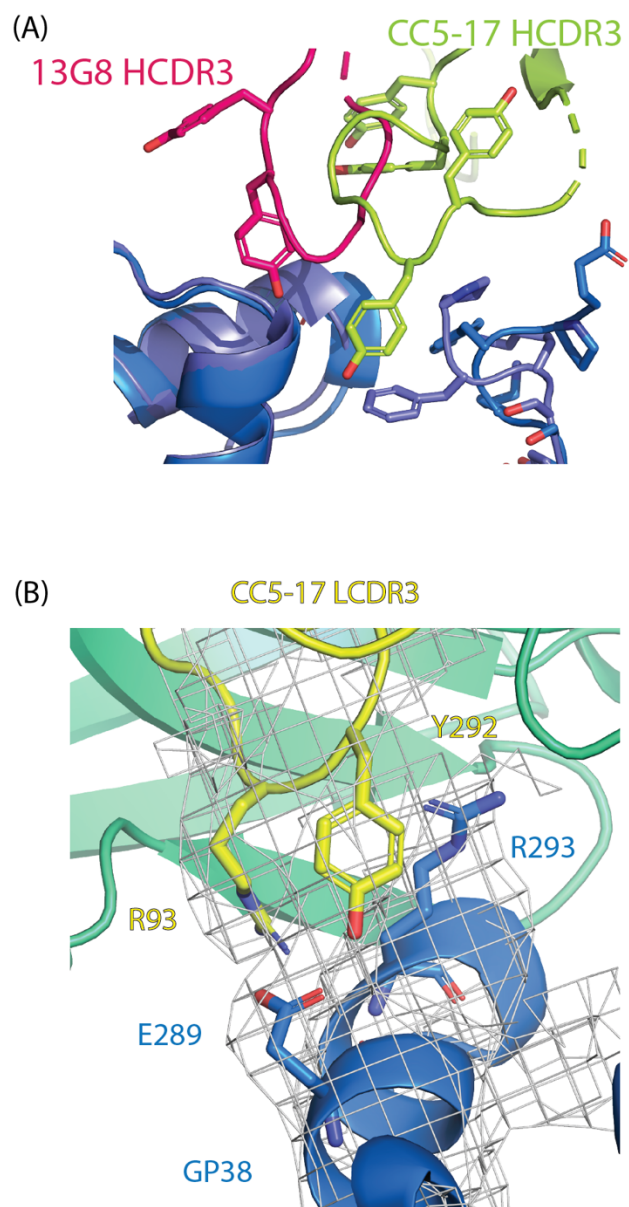 (A)
CC5-17 HCDR3
13G8 HCDR3
(B)
CC5-17 LCDR3
Y292
R293
R93
E289
GP38